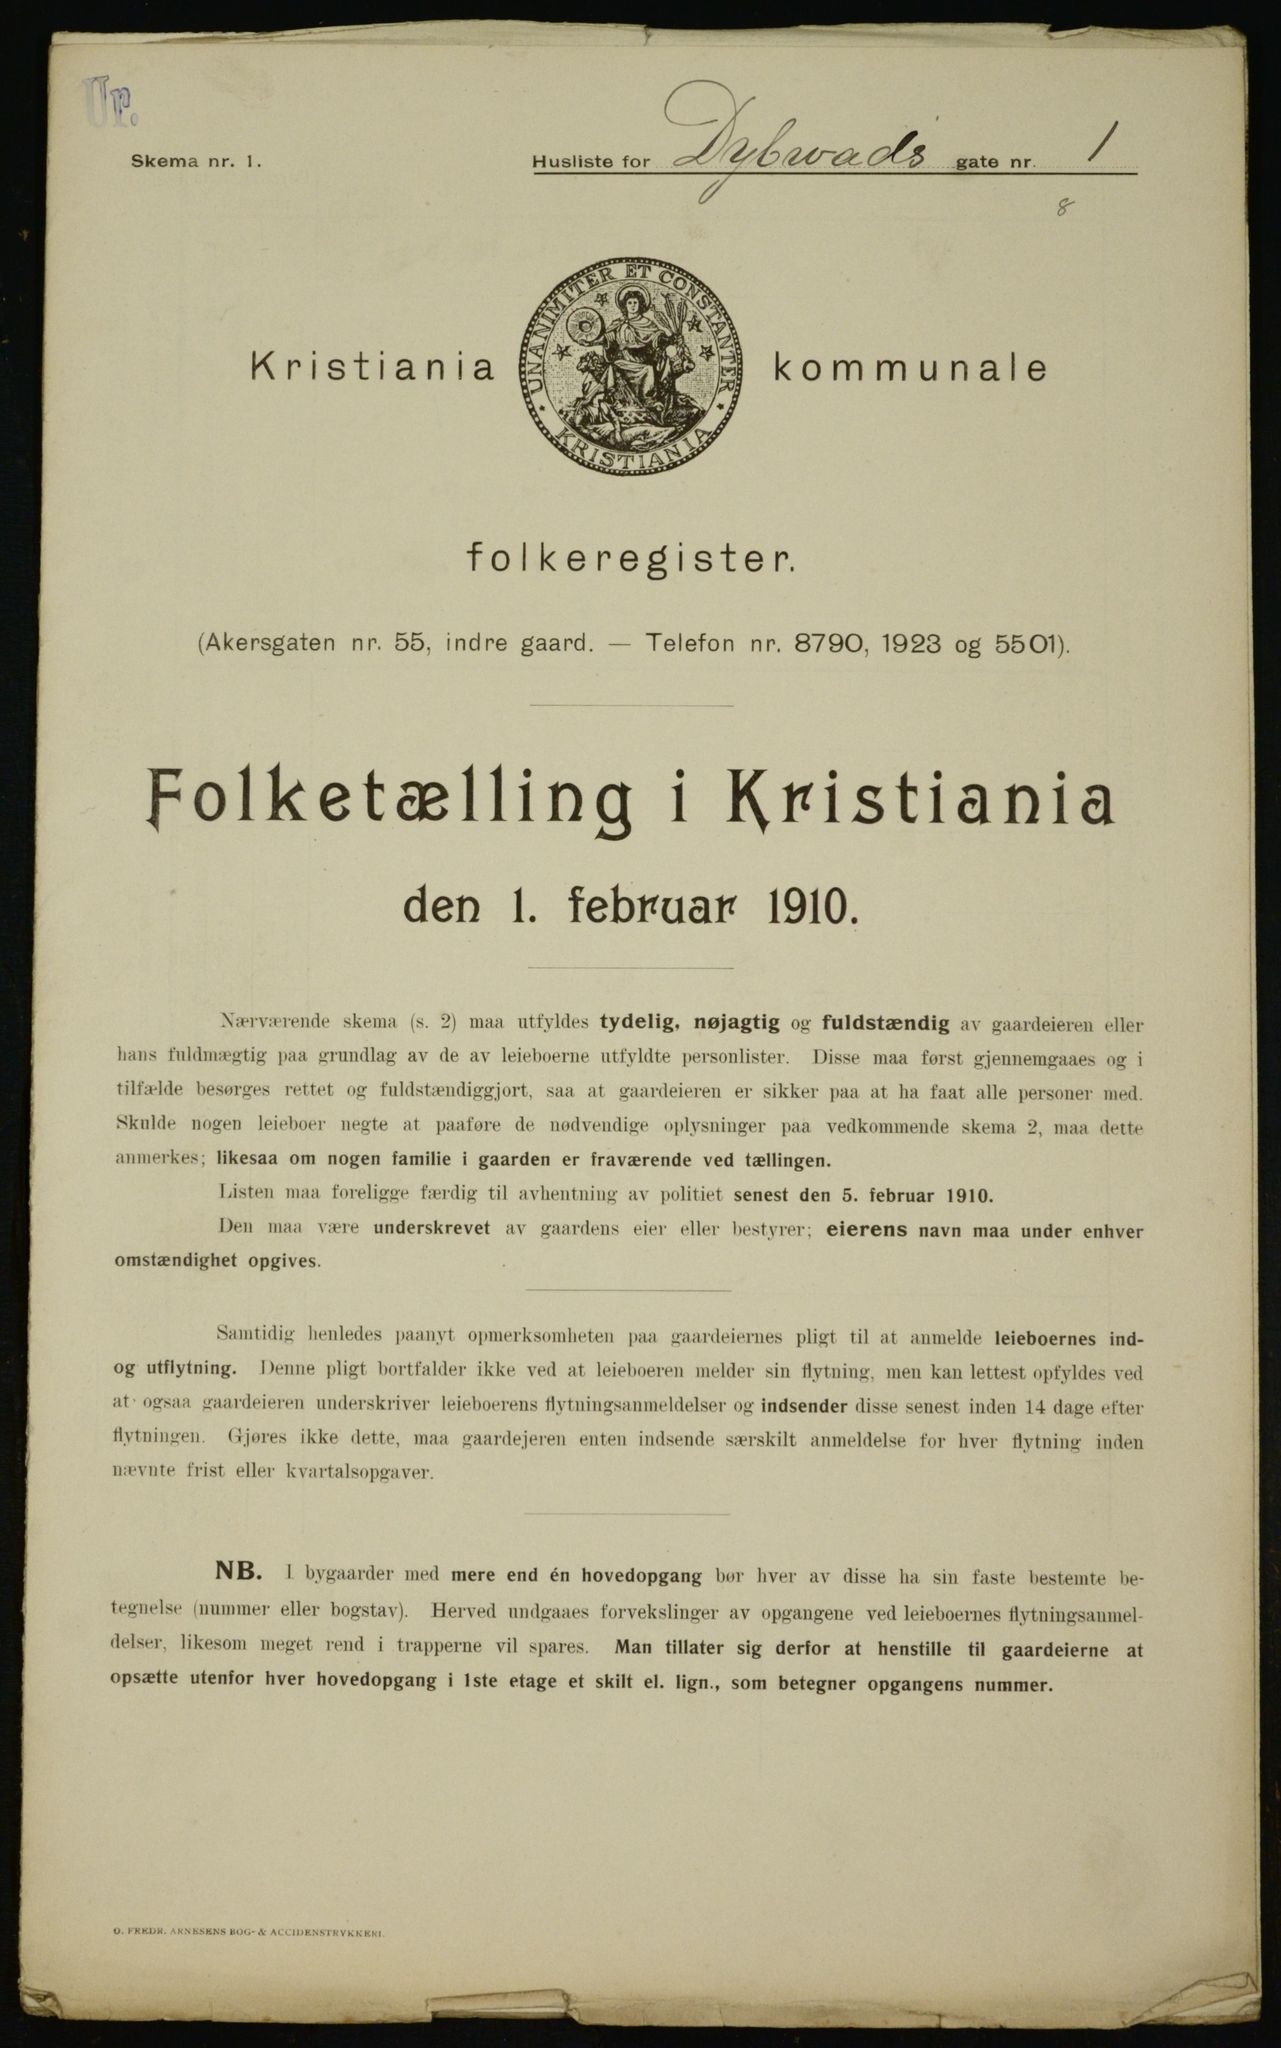 Ur.
Skema nr. 1.
Husliste for Dybwads gate nr. 1
8
UNANIMITER ET CONSTANTER
Kristiania kommunale
KRISTIANIA
folkeregister.
(Akersgaten nr. 55, indre gaard. — Telefon nr. 8790, 1923 og 5501).
Folketælling i Kristiania
den 1. februar 1910.
Nærværende skema (s. 2) maa utfyldes tydelig, nøjagtig og fuldstændig av gaardeieren eller
hans fuldmægtig paa grundlag av de av leieboerne utfyldte personlister. Disse maa først gjennemgaaes og i
tilfælde besørges rettet og fuldstændiggjort, saa at gaardeieren er sikker paa at ha faat alle personer med.
Skulde nogen leieboer negte at paaføre de nødvendige oplysninger paa vedkommende skema 2, maa dette
anmerkes; likesaa om nogen familie i gaarden er fraværende ved tællingen.
Listen maa foreligge færdig til avhentning av politiet senest den 5. februar 1910.
Den maa være underskrevet av gaardens eier eller bestyrer; eierens navn maa under enhver
omstændighet opgives.
Samtidig henledes paanyt opmerksomheten paa gaardeiernes pligt til at anmelde leieboernes ind-
og utflytning. Denne pligt bortfalder ikke ved at leieboeren melder sin flytning, men kan lettest opfyldes ved
at ogsaa gaardeieren underskriver leieboerens flytningsanmeldelser og indsender disse senest inden 14 dage efter
flytningen. Gjøres ikke dette, maa gaardejeren enten indsende særskilt anmeldelse for hver flytning inden
nævnte frist eller kvartalsopgaver.
NB. I bygaarder med mere end én hovedopgang bør hver av disse ha sin faste bestemte be-
tegnelse (nummer eller bogstav). Herved undgaaes forvekslinger av opgangene ved leieboernes flytningsanmel-
delser, likesom meget rend i trapperne vil spares. Man tillater sig derfor at henstille til gaardeierne at
opsætte utenfor hver hovedopgang i 1ste etage et skilt el. lign., som betegner opgangens nummer.
O. FREDR. ARNESENS BOG- & ACCIDENSTRYKKERI.